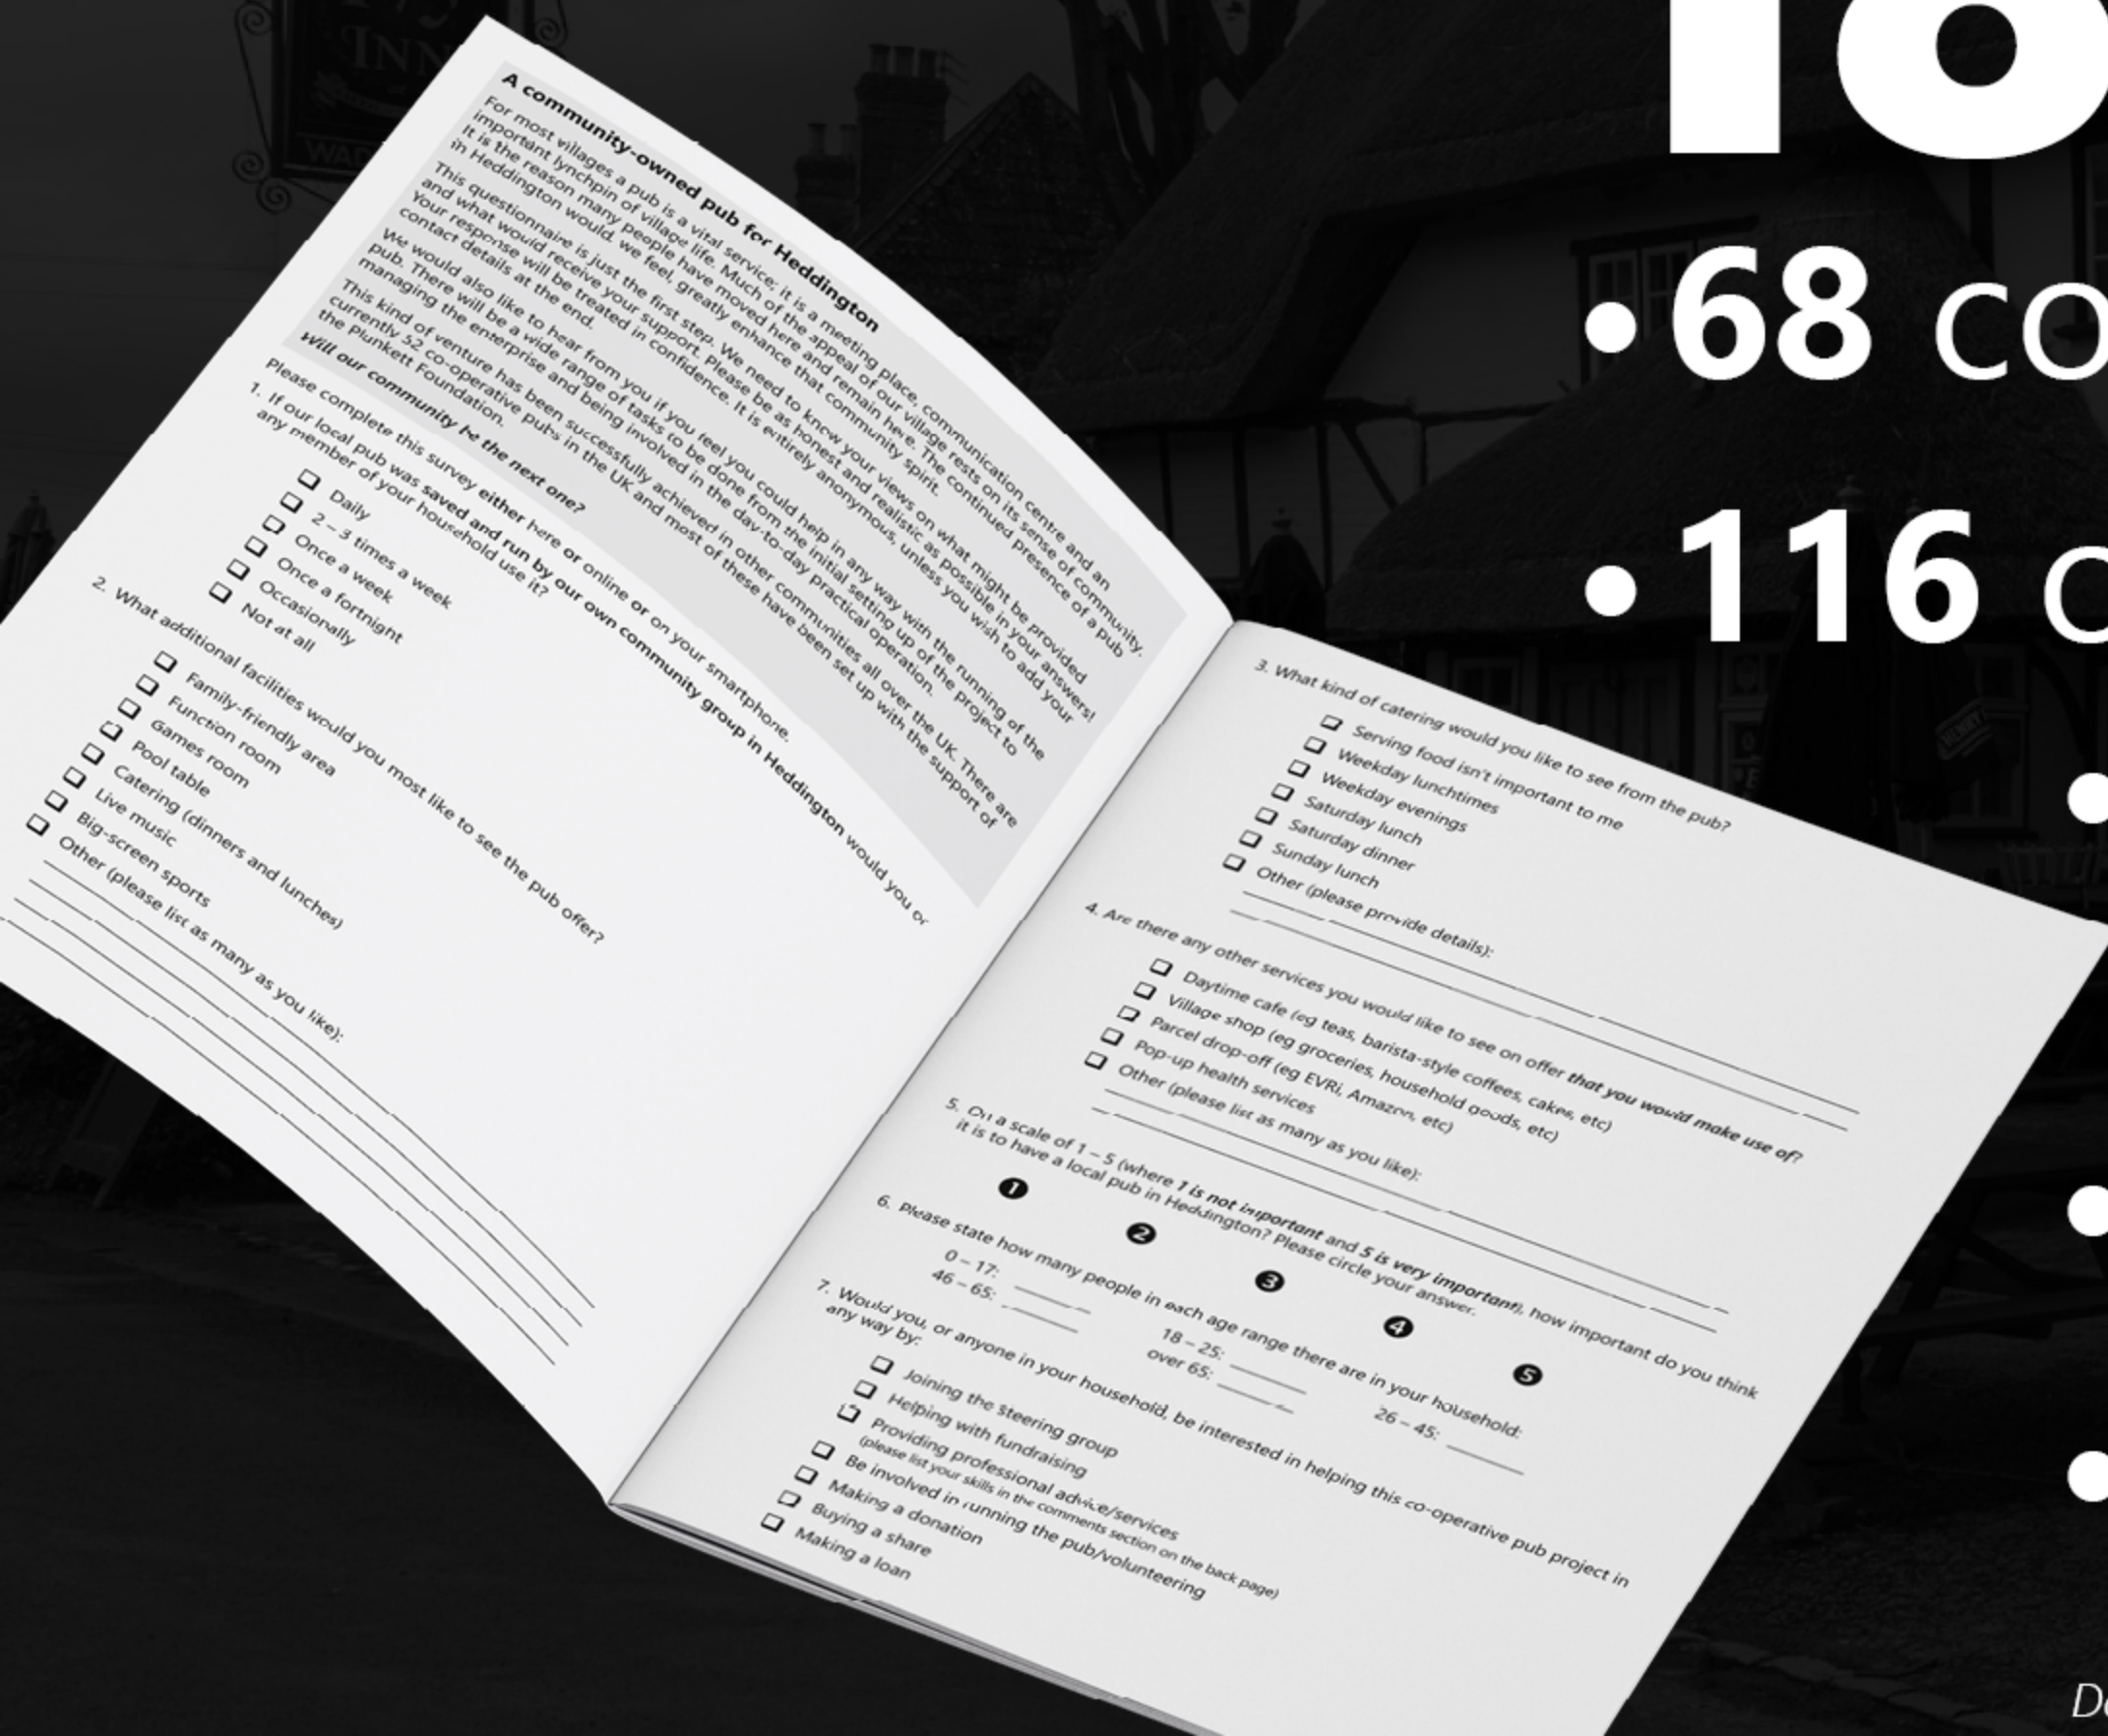 INN
WAD
A community-owned pub for Heddington
For most villages a pub is a vital service; it is a meeting place, communication centre and an
important lynchpin of village life. Much of the appeal of our village rests on its sense of community.
It is the reason many people have moved here and remain here. The continued presence of a pub
in Heddington would, we feel, greatly enhance that community spirit.
This questionnaire is just the first step. We need to know your views on what might be provided
and what would receive your support. Please be as honest and realistic as possible in your answers!
Your response will be treated in confidence. It is entirely anonymous, unless you wish to add your
contact details at the end.
We would also like to hear from you if you feel you could help in any way with the running of the
pub. There will be a wide range of tasks to be done from the initial setting up of the project to
managing the enterprise and being involved in the day-to-day practical operation.
This kind of venture has been successfully achieved in other communities all over the UK. There are
currently 52 co-operative pubs in the UK and most of these have been set up with the support of
the Plunkett Foundation.
Will our community be the next one?
Please complete this survey either here or online or on your smartphone.
1. If our local pub was saved and run by our own community group in Heddington would you or
any member of your household use it?
Daily
2 – 3 times a week
Once a week
Once a fortnight
Occasionally
Not at all
2. What additional facilities would you most like to see the pub offer?
Family-friendly area
Function room
Games room
Pool table
Catering (dinners and lunches)
Live music
Big-screen sports
Other (please list as many as you like):
3. What kind of catering would you like to see from the pub?
Serving food isn't important to me
Weekday lunchtimes
Weekday evenings
Saturday lunch
Saturday dinner
Sunday lunch
Other (please provide details):
4. Are there any other services you would like to see on offer that you would make use of?
Daytime cafe (eg teas, barista-style coffees, cakes, etc)
Village shop (eg groceries, household goods, etc)
Parcel drop-off (eg EVRi, Amazon, etc)
Pop-up health services
Other (please list as many as you like):
5. On a scale of 1 – 5 (where 1 is not important and 5 is very important), how important do you think
it is to have a local pub in Heddington? Please circle your answer.
1 2 3 4 5
6. Please state how many people in each age range there are in your household:
0 – 17: 18 – 25: 26 – 45:
46 – 65: over 65:
7. Would you, or anyone in your household, be interested in helping this co-operative pub project in
any way by:
Joining the steering group
Helping with fundraising
Providing professional advice/services
(please list your skills in the comments section on the back page)
Be involved in running the pub/volunteering
Making a donation
Buying a share
Making a loan
• 68 co
• 116